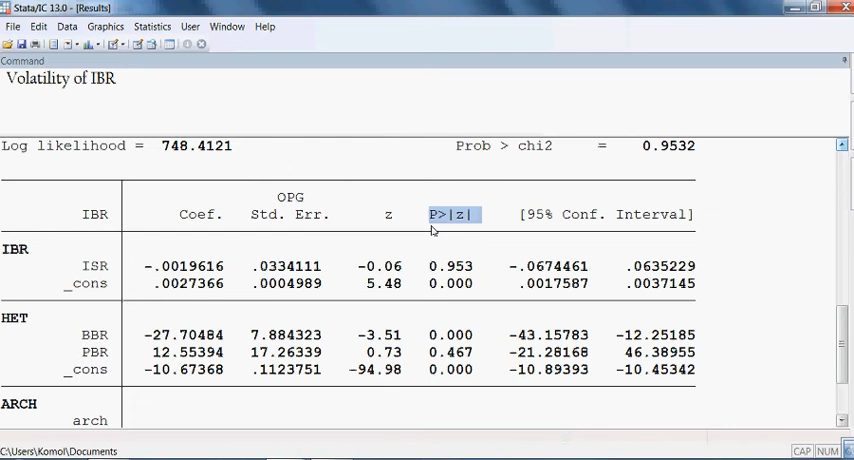 Stata/IC 13.0 - [Results]
File Edit Data Graphics Statistics User Window Help
Command
Volatility of IBR
Log likelihood = 748.4121 Prob > chi2 = 0.9532
OPG
IBR Coef. Std. Err. z P>|z| [95% Conf. Interval]
IBR
ISR -.0019616 .0334111 -0.06 0.953 -.0674461 .0635229
_cons .0027366 .0004989 5.48 0.000 .0017587 .0037145
HET
BBR -27.70484 7.884323 -3.51 0.000 -43.15783 -12.25185
PBR 12.55394 17.26339 0.73 0.467 -21.28168 46.38955
_cons -10.67368 .1123751 -94.98 0.000 -10.89393 -10.45342
ARCH
arch
C:\Users\Komol\Documents CAP NUM